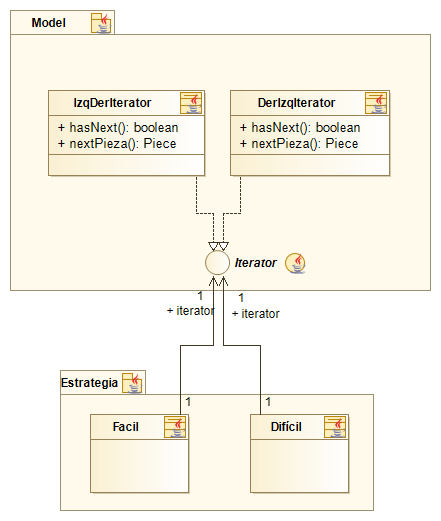 Model
IzqDerIterator
+ hasNext(): boolean
+ nextPieza(): Piece
DerIzqIterator
+ hasNext(): boolean
+ nextPieza(): Piece
Iterator
1
+ iterator
1
+ iterator
Estrategia
1
1
Facil
Difícil